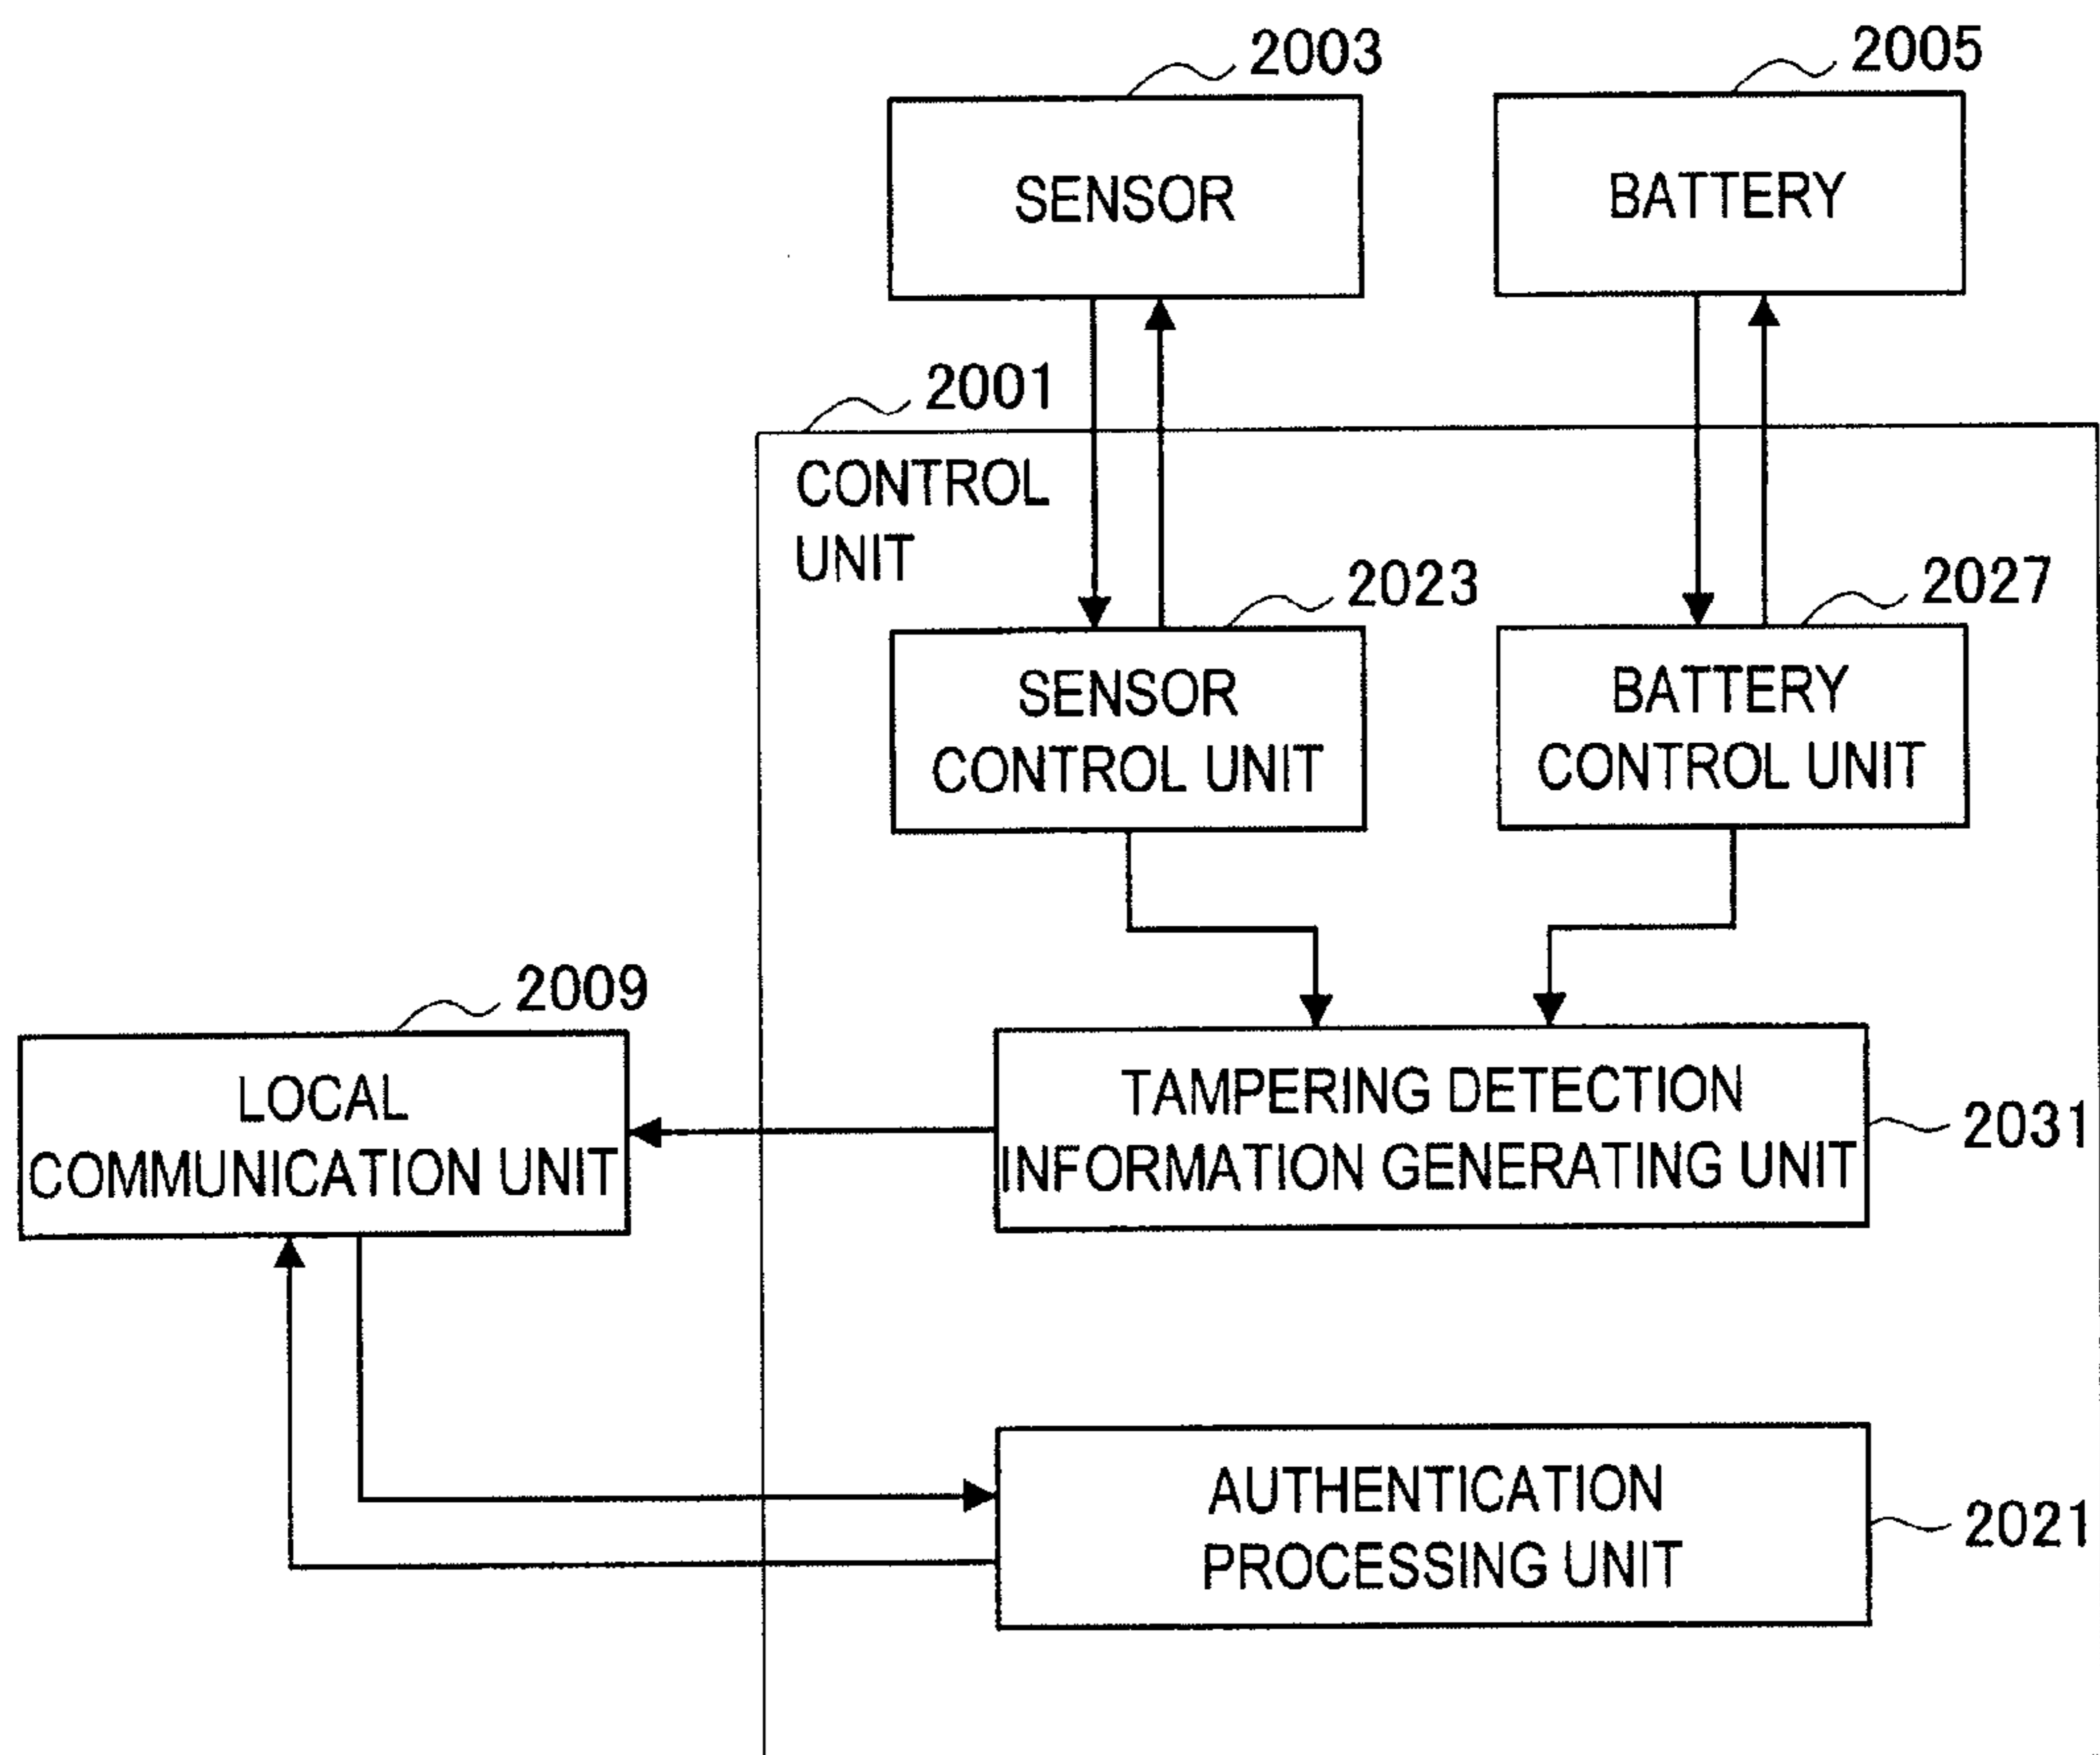 2003
2005
SENSOR
BATTERY
2001
CONTROL
UNIT
2023
2027
SENSOR
CONTROL UNIT
BATTERY
CONTROL UNIT
2009
LOCAL
COMMUNICATION UNIT
TAMPERING DETECTION
INFORMATION GENERATING UNIT
2031
AUTHENTICATION
PROCESSING UNIT
2021